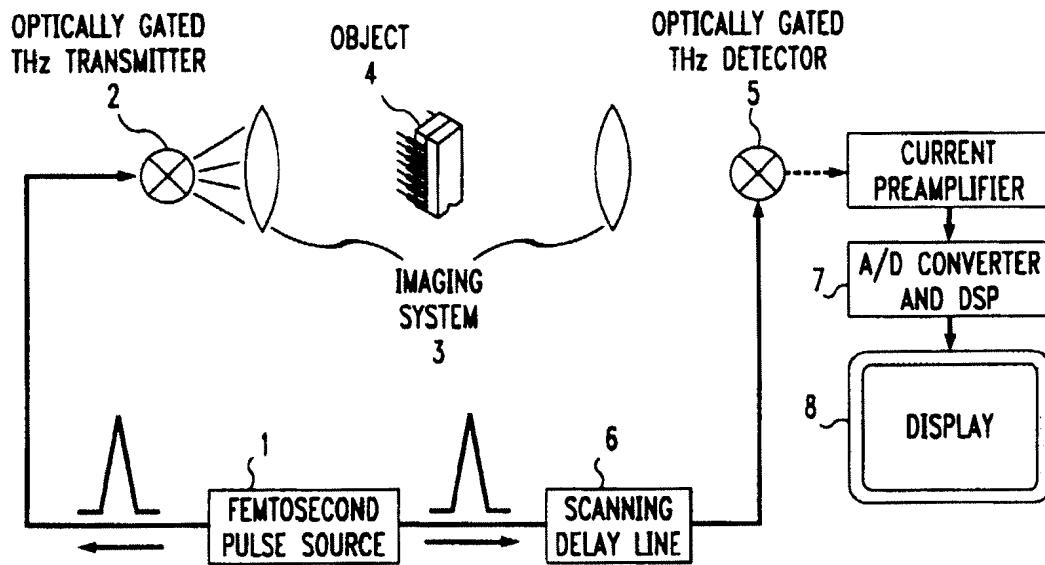 OPTICALLY GATED
THz TRANSMITTER
2
OBJECT
4
OPTICALLY GATED
THz DETECTOR
5
CURRENT
PREAMPLIFIER
IMAGING
SYSTEM
3
7
A/D CONVERTER
AND DSP
8
DISPLAY
1
FEMTOSECOND
PULSE SOURCE
6
SCANNING
DELAY LINE